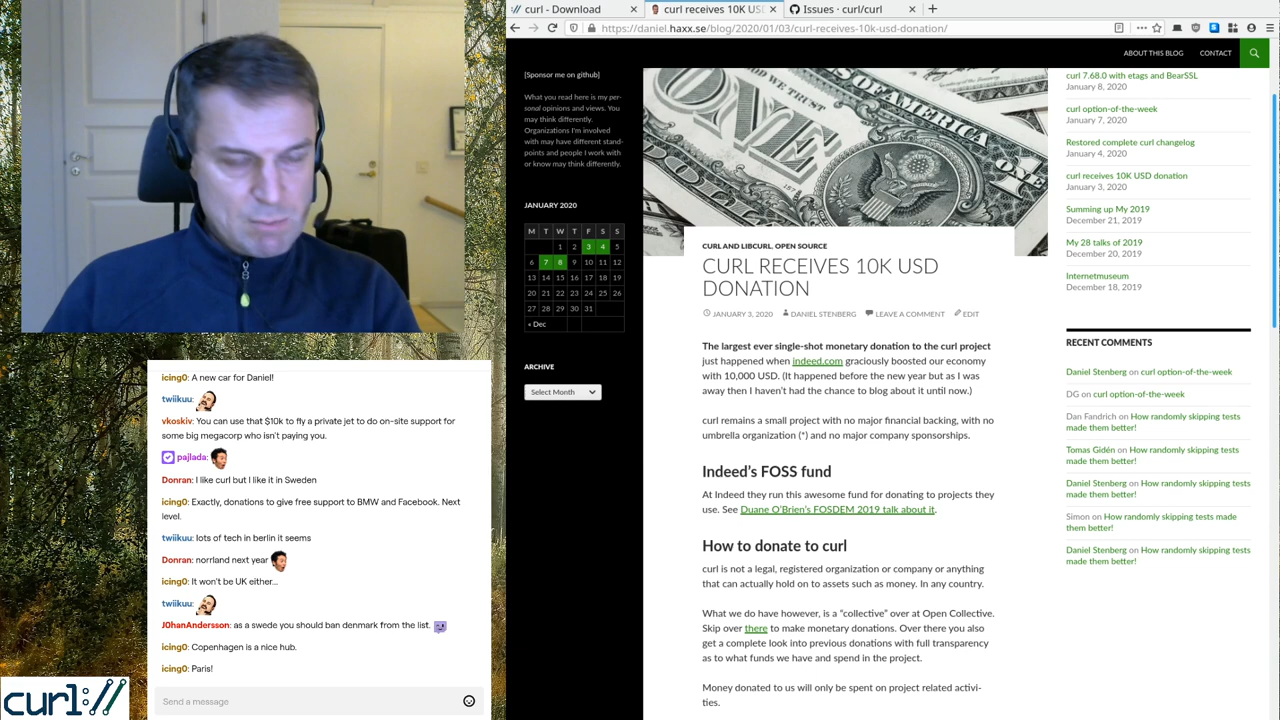 curl - Download
curl receives 10K USD
Issues · curl/curl
https://daniel.haxx.se/blog/2020/01/03/curl-receives-10k-usd-donation/
ABOUT THIS BLOG
CONTACT
[Sponsor me on github]
What you read here is my per-
sonal opinions and views. You
may think differently.
Organizations I'm involved
with may have different stand-
points and people I work with
or know may think differently.
JANUARY 2020
M T W T F S S
1 2 3 4 5
6 7 8 9 10 11 12
13 14 15 16 17 18 19
20 21 22 23 24 25 26
27 28 29 30 31
« Dec
ARCHIVE
Select Month
ONE
CURL AND LIBCURL, OPEN SOURCE
CURL RECEIVES 10K USD
DONATION
JANUARY 3, 2020 DANIEL STENBERG LEAVE A COMMENT EDIT
The largest ever single-shot monetary donation to the curl project
just happened when indeed.com graciously boosted our economy
with 10,000 USD. (It happened before the new year but as I was
away then I haven't had the chance to blog about it until now.)
curl remains a small project with no major financial backing, with no
umbrella organization (*) and no major company sponsorships.
Indeed's FOSS fund
At Indeed they run this awesome fund for donating to projects they
use. See Duane O'Brien's FOSDEM 2019 talk about it.
How to donate to curl
curl is not a legal, registered organization or company or anything
that can actually hold on to assets such as money. In any country.
What we do have however, is a "collective" over at Open Collective.
Skip over there to make monetary donations. Over there you also
get a complete look into previous donations with full transparency
as to what funds we have and spend in the project.
Money donated to us will only be spent on project related activi-
ties.
curl 7.68.0 with etags and BearSSL
January 8, 2020
curl option-of-the-week
January 7, 2020
Restored complete curl changelog
January 4, 2020
curl receives 10K USD donation
January 3, 2020
Summing up My 2019
December 21, 2019
My 28 talks of 2019
December 20, 2019
Internetmuseum
December 18, 2019
RECENT COMMENTS
Daniel Stenberg on curl option-of-the-week
DG on curl option-of-the-week
Dan Fandrich on How randomly skipping tests
made them better!
Tomas Gidén on How randomly skipping tests
made them better!
Daniel Stenberg on How randomly skipping tests
made them better!
Simon on How randomly skipping tests made
them better!
Daniel Stenberg on How randomly skipping tests
made them better!
icing0: A new car for Daniel!
twiikuu:
vkoskiv: You can use that $10k to fly a private jet to do on-site support for
some big megacorp who isn't paying you.
pajlada:
Donran: I like curl but I like it in Sweden
icing0: Exactly, donations to give free support to BMW and Facebook. Next
level.
twiikuu: lots of tech in berlin it seems
Donran: norrland next year
icing0: It won't be UK either...
twiikuu:
J0hanAndersson: as a swede you should ban denmark from the list.
icing0: Copenhagen is a nice hub.
icing0: Paris!
Send a message
curl://